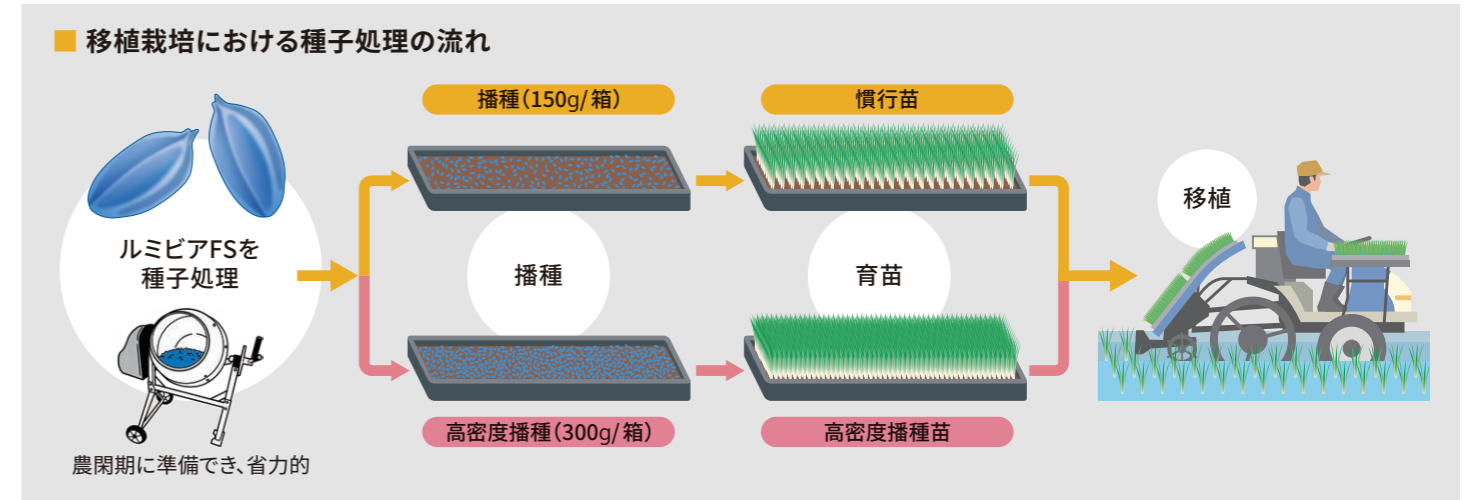 ■ 移植栽培における種子処理の流れ
ルミビアFSを
種子処理
農閑期に準備でき、省力的
播種（150g/箱）
慣行苗
播種
育苗
高密度播種（300g/箱）
高密度播種苗
移植